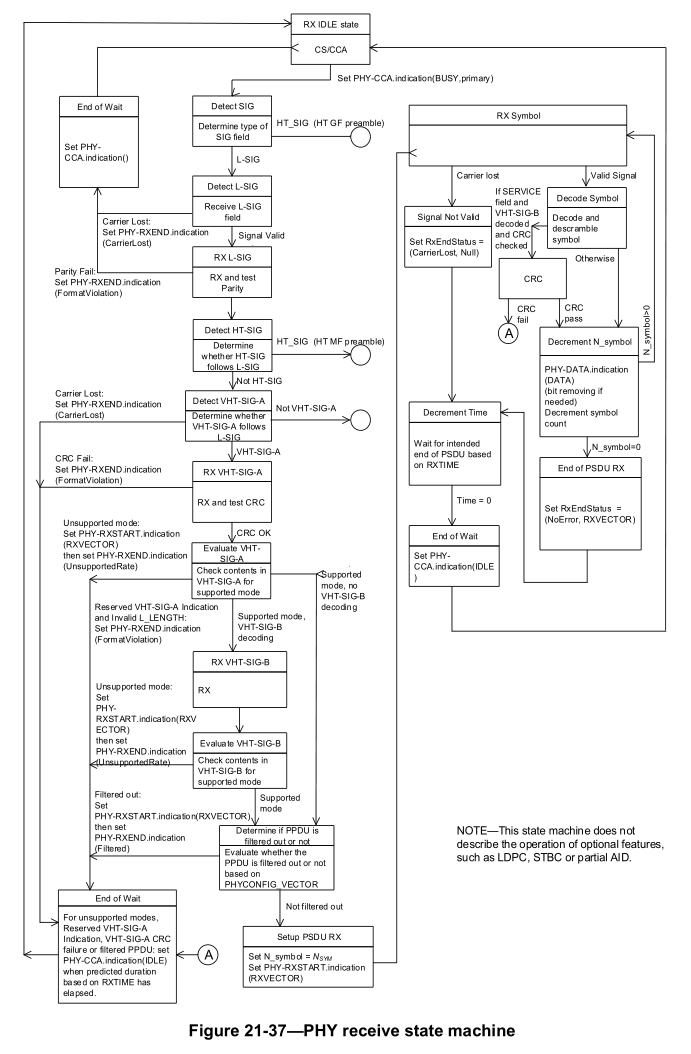 RX IDLE state
CS/CCA
Set PHY-CCA.indication(BUSY,primary)
End of Wait
Set PHY-
CCA.indication()
Detect SIG
Determine type of
SIG field
HT_SIG (HT GF preamble)
L-SIG
Detect L-SIG
Receive L-SIG
field
Carrier Lost:
Set PHY-RXEND.indication
(CarrierLost)
Signal Valid
RX L-SIG
RX and test
Parity
Parity Fail:
Set PHY-RXEND.indication
(FormatViolation)
Detect HT-SIG
Determine
whether HT-SIG
follows L-SIG
HT_SIG (HT MF preamble)
Not HT-SIG
Carrier Lost:
Set PHY-RXEND.indication
(CarrierLost)
Detect VHT-SIG-A
Determine whether
VHT-SIG-A follows
L-SIG
Not VHT-SIG-A
VHT-SIG-A
CRC Fail:
Set PHY-RXEND.indication
(FormatViolation)
RX VHT-SIG-A
RX and test CRC
CRC OK
Unsupported mode:
Set PHY-RXSTART.indication
(RXVECTOR)
then set PHY-RXEND.indication
(UnsupportedRate)
Evaluate VHT-
SIG-A
Check contents in
VHT-SIG-A for
supported mode
Supported
mode, no
VHT-SIG-B
decoding
Reserved VHT-SIG-A Indication
and Invalid L_LENGTH:
Set PHY-RXEND.indication
(FormatViolation)
Supported mode,
VHT-SIG-B
decoding
RX VHT-SIG-B
RX
Unsupported mode:
Set
PHY-
RXSTART.indication(RXV
ECTOR)
then set
PHY-RXEND.indication
(UnsupportedRate)
Evaluate VHT-SIG-B
Check contents in
VHT-SIG-B for
supported mode
Supported
mode
Filtered out:
Set
PHY-RXSTART.indication(RXVECTOR)
then set
PHY-RXEND.indication
(Filtered)
Determine if PPDU is
filtered out or not
Evaluate whether the
PPDU is filtered out or not
based on
PHYCONFIG_VECTOR
Not filtered out
End of Wait
For unsupported modes,
Reserved VHT-SIG-A
Indication, VHT-SIG-A CRC
failure or filtered PPDU: set
PHY-CCA.indication(IDLE)
when predicted duration
based on RXTIME has
elapsed.
A
Setup PSDU RX
Set N_symbol = N_SYM
Set PHY-RXSTART.indication
(RXVECTOR)
RX Symbol
Carrier lost
Valid Signal
If SERVICE
field and
VHT-SIG-B
decoded
and CRC
checked
Signal Not Valid
Set RxEndStatus =
(CarrierLost, Null)
Decode Symbol
Decode and
descramble
symbol
Otherwise
CRC
CRC
fail
A
CRC
pass
N_symbol>0
Decrement N_symbol
PHY-DATA.indication
(DATA)
(bit removing if
needed)
Decrement symbol
count
Decrement Time
Wait for intended
end of PSDU based
on RXTIME
N_symbol=0
End of PSDU RX
Set RxEndStatus =
(NoError, RXVECTOR)
Time = 0
End of Wait
Set PHY-
CCA.indication(IDLE
)
NOTE—This state machine does not
describe the operation of optional features,
such as LDPC, STBC or partial AID.
Figure 21-37—PHY receive state machine